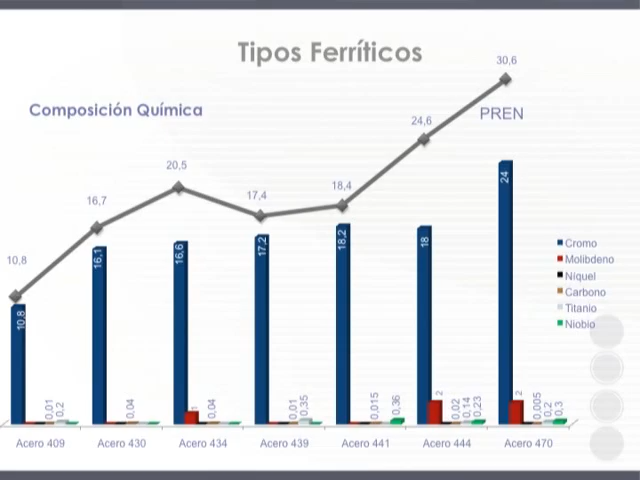 Tipos Ferríticos
Composición Química
PREN
10,8
16,7
20,5
17,4
18,4
24,6
30,6
10,8
0,01
0,2
16,1
0,04
16,6
1
0,04
17,2
0,01
0,35
18,2
0,015
0,36
18
2
0,02
0,14
0,23
24
2
0,005
0,2
0,3
Cromo
Molibdeno
Níquel
Carbono
Titanio
Niobio
Acero 409
Acero 430
Acero 434
Acero 439
Acero 441
Acero 444
Acero 470